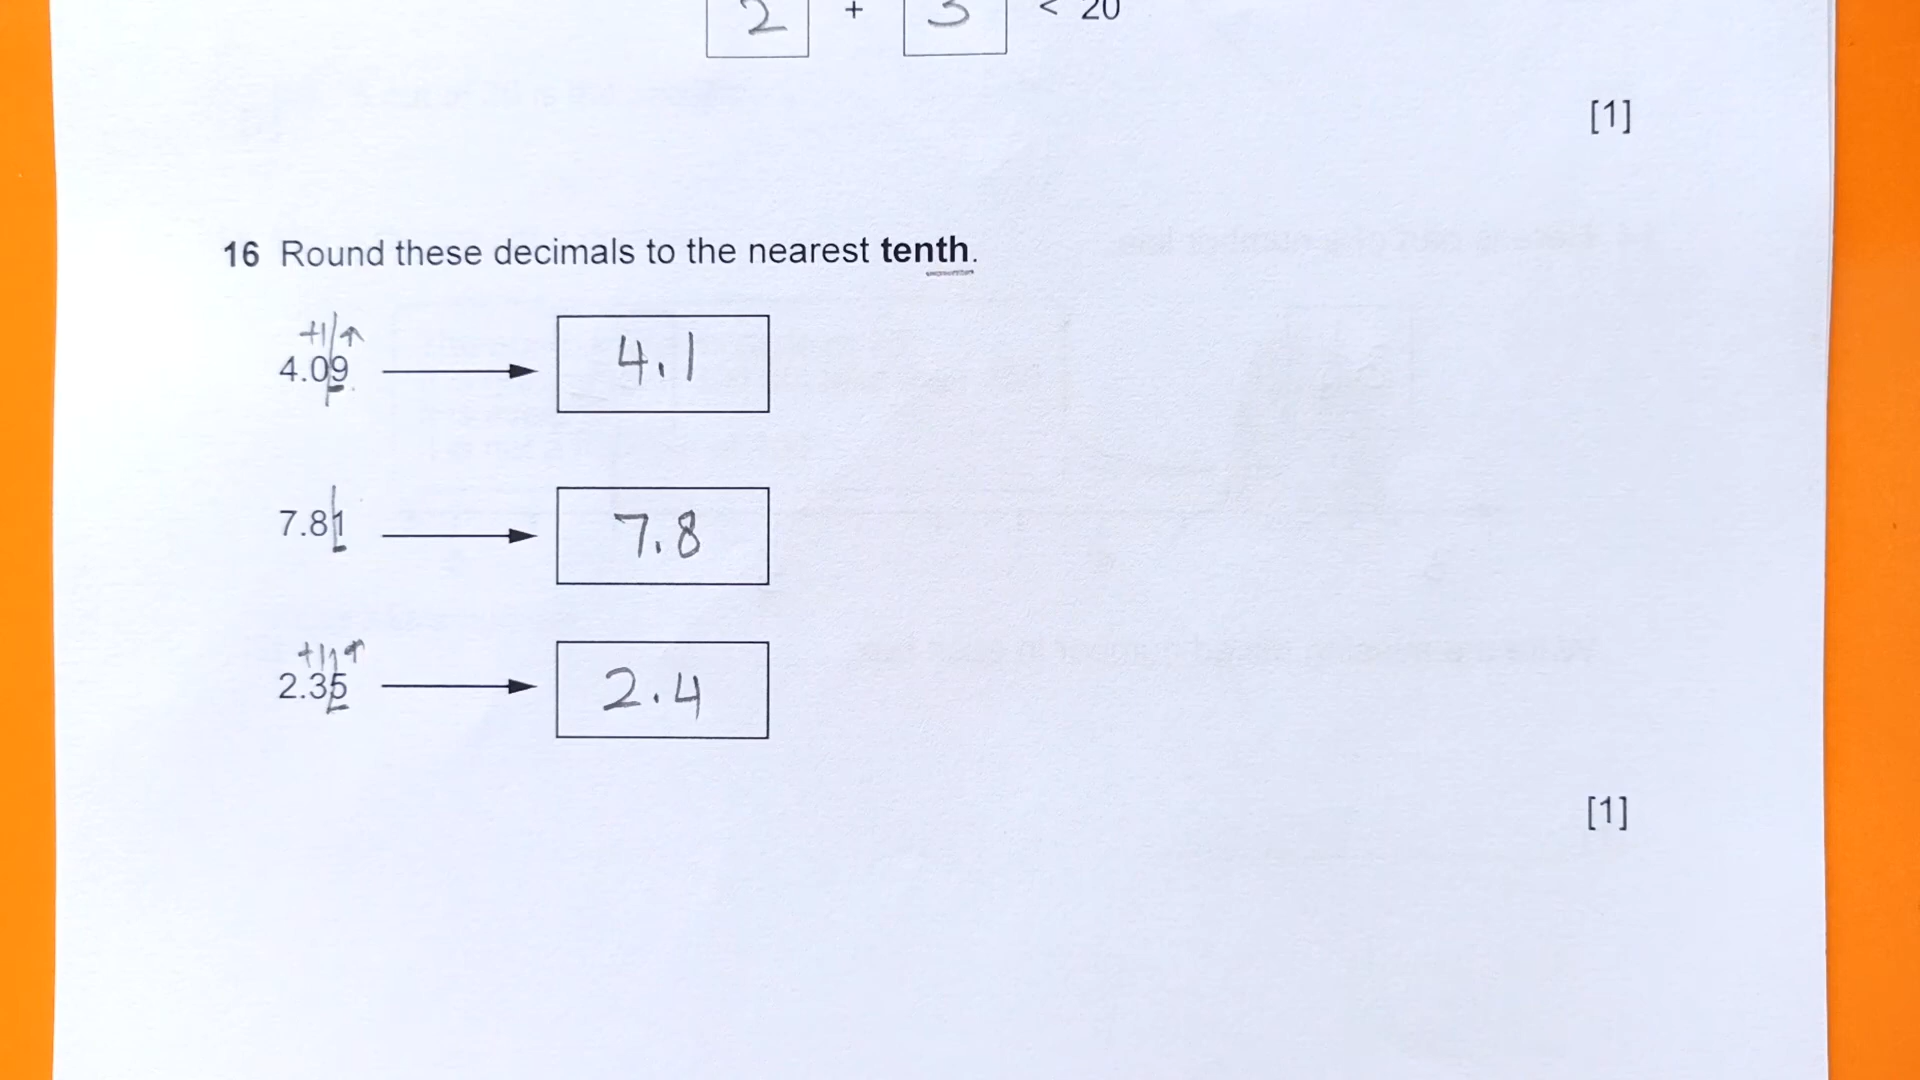 2 + 3 < 20
[1]
16 Round these decimals to the nearest tenth.
+1 ↑
4.09 → 4.1
7.81 → 7.8
+1 ↑
2.35 → 2.4
[1]